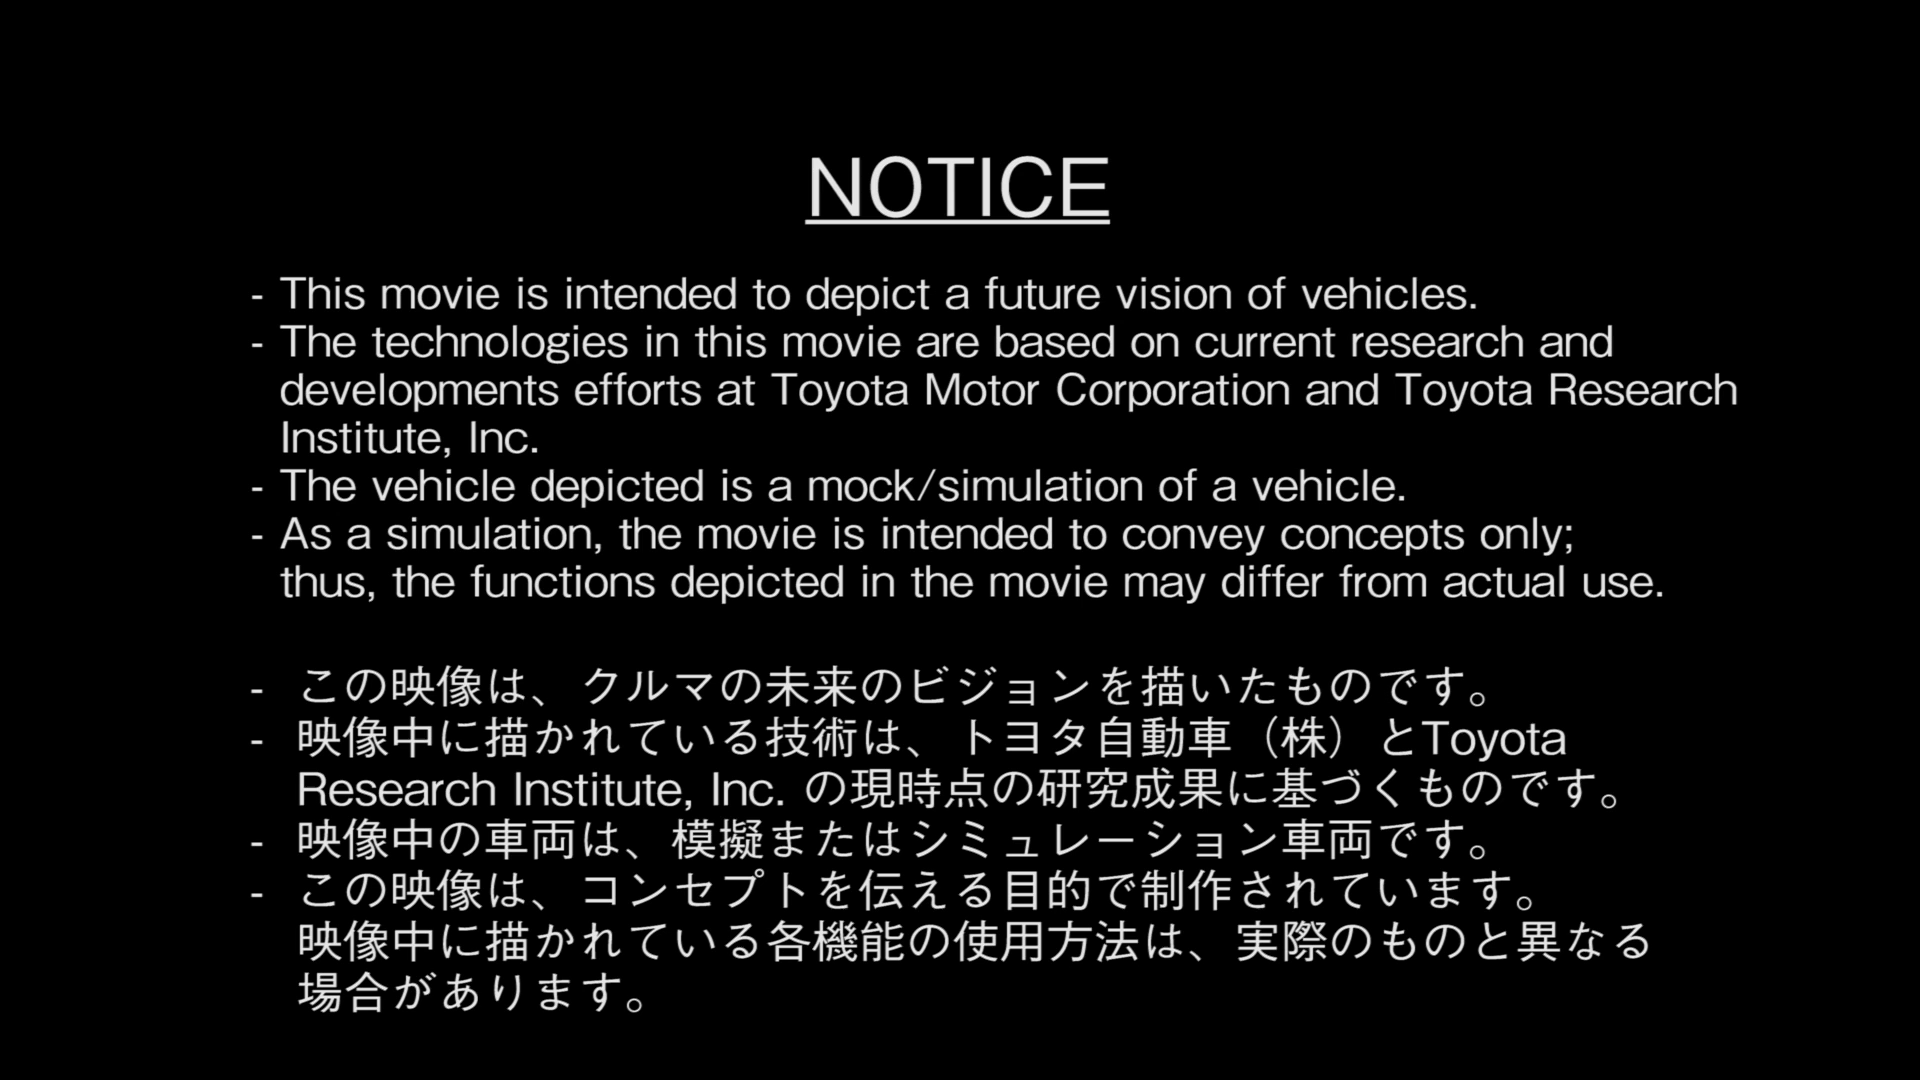 NOTICE
- This movie is intended to depict a future vision of vehicles.
- The technologies in this movie are based on current research and
developments efforts at Toyota Motor Corporation and Toyota Research
Institute, Inc.
- The vehicle depicted is a mock/simulation of a vehicle.
- As a simulation, the movie is intended to convey concepts only;
thus, the functions depicted in the movie may differ from actual use.
- この映像は、クルマの未来のビジョンを描いたものです。
- 映像中に描かれている技術は、トヨタ自動車（株）とToyota
Research Institute, Inc. の現時点の研究成果に基づくものです。
- 映像中の車両は、模擬またはシミュレーション車両です。
- この映像は、コンセプトを伝える目的で制作されています。
映像中に描かれている各機能の使用方法は、実際のものと異なる
場合があります。